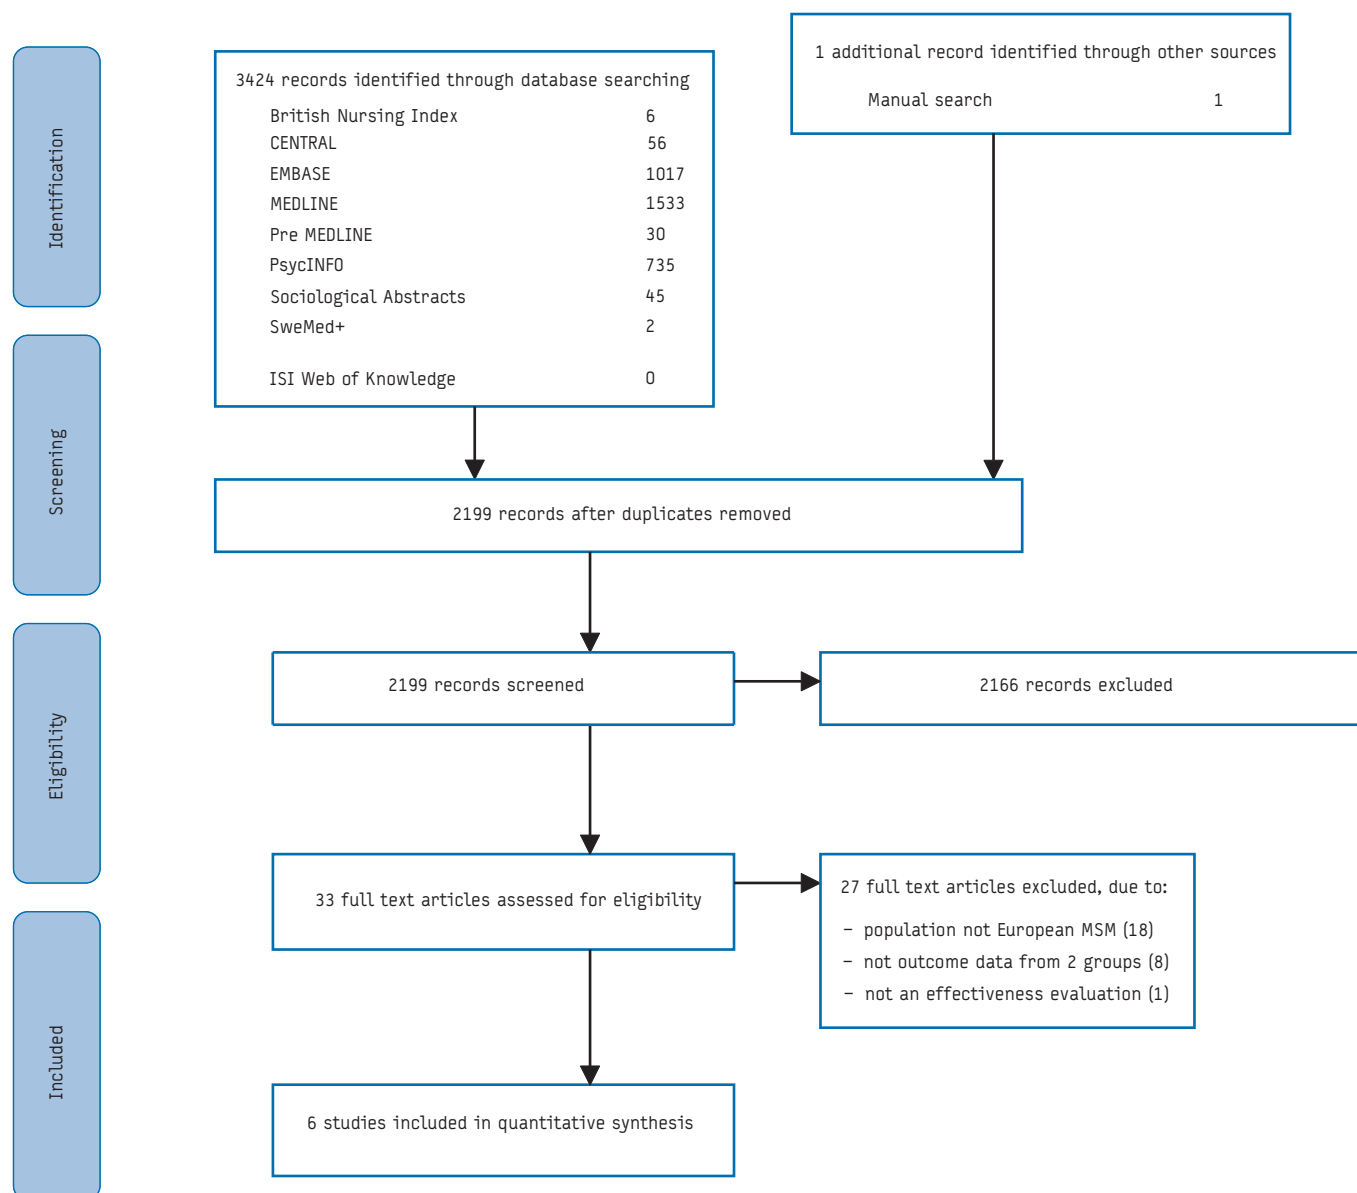 Identification
3424 records identified through database searching
British Nursing Index 6
CENTRAL 56
EMBASE 1017
MEDLINE 1533
Pre MEDLINE 30
PsycINFO 735
Sociological Abstracts 45
SweMed+ 2
ISI Web of Knowledge 0
1 additional record identified through other sources
Manual search 1
Screening
2199 records after duplicates removed
2199 records screened
2166 records excluded
Eligibility
33 full text articles assessed for eligibility
27 full text articles excluded, due to:
– population not European MSM (18)
– not outcome data from 2 groups (8)
– not an effectiveness evaluation (1)
Included
6 studies included in quantitative synthesis